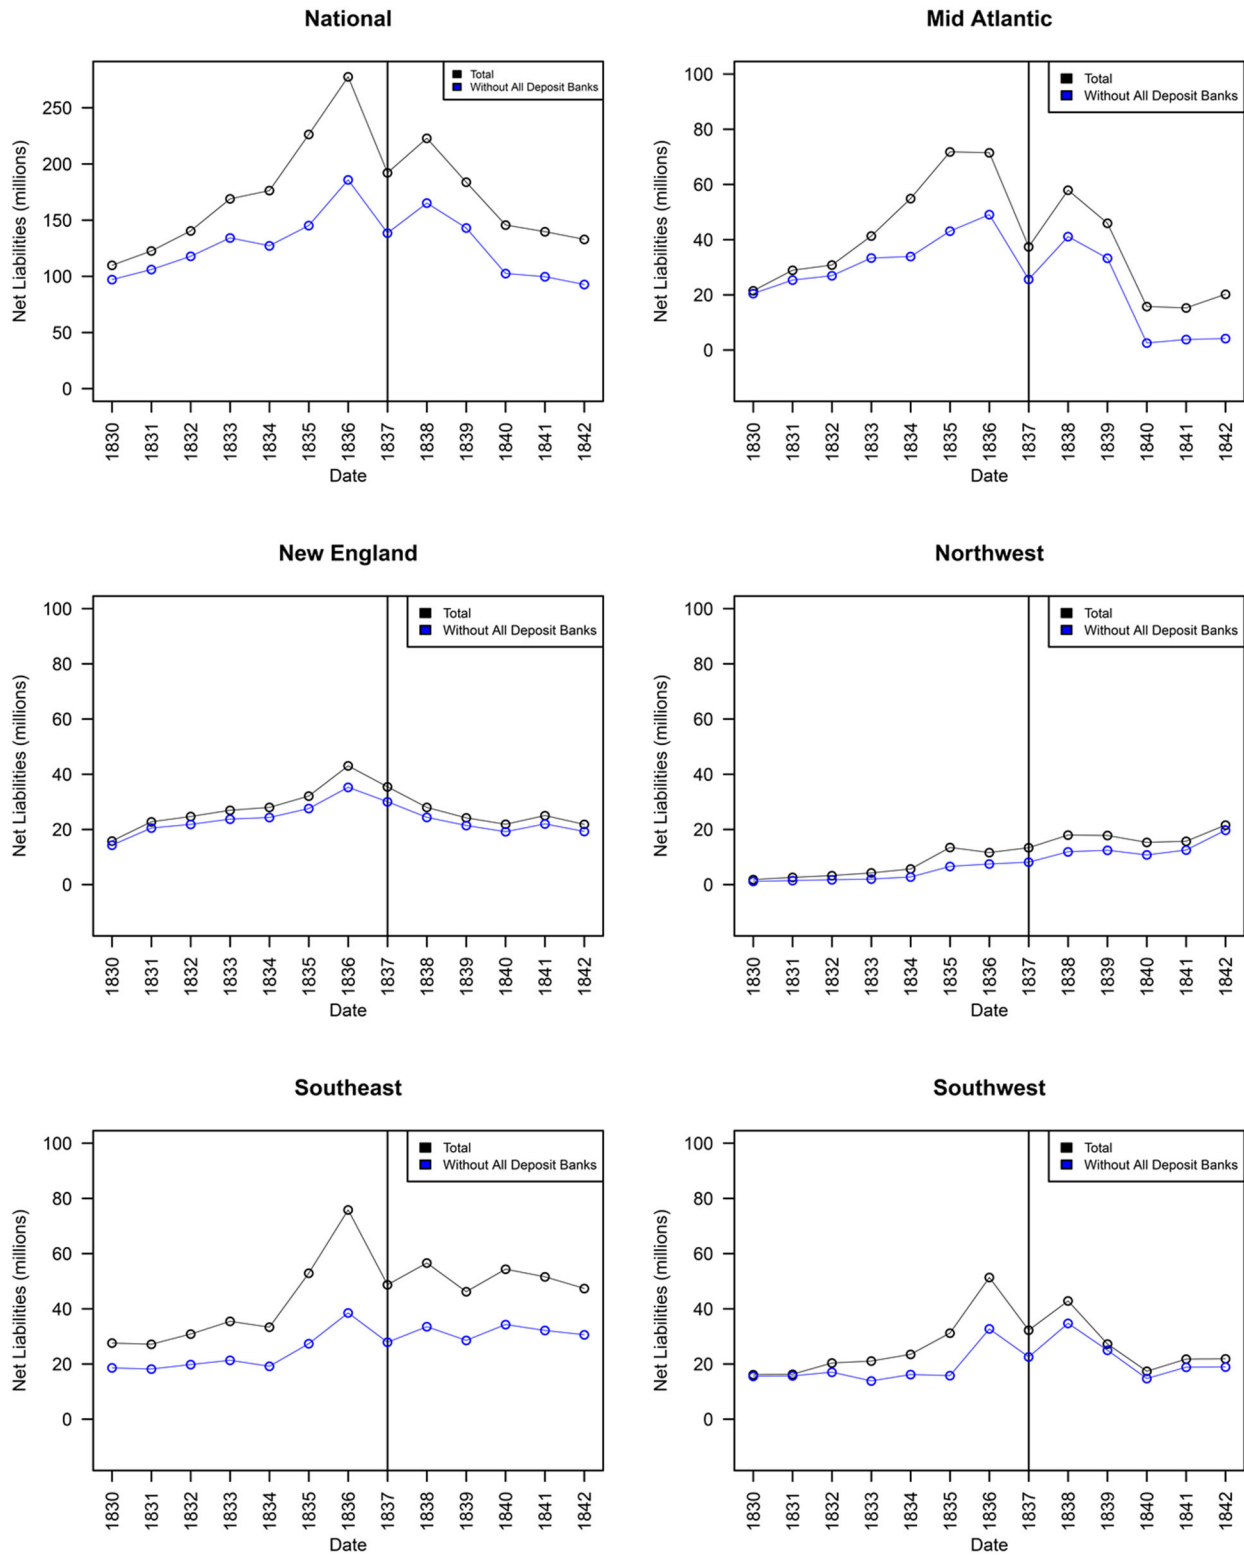 National
Net Liabilities (millions)
250
200
150
100
50
0
Total
Without All Deposit Banks
1830 1831 1832 1833 1834 1835 1836 1837 1838 1839 1840 1841 1842
Date
Mid Atlantic
Net Liabilities (millions)
100
80
60
40
20
0
Total
Without All Deposit Banks
1830 1831 1832 1833 1834 1835 1836 1837 1838 1839 1840 1841 1842
Date
New England
Net Liabilities (millions)
100
80
60
40
20
0
Total
Without All Deposit Banks
1830 1831 1832 1833 1834 1835 1836 1837 1838 1839 1840 1841 1842
Date
Northwest
Net Liabilities (millions)
100
80
60
40
20
0
Total
Without All Deposit Banks
1830 1831 1832 1833 1834 1835 1836 1837 1838 1839 1840 1841 1842
Date
Southeast
Net Liabilities (millions)
100
80
60
40
20
0
Total
Without All Deposit Banks
1830 1831 1832 1833 1834 1835 1836 1837 1838 1839 1840 1841 1842
Date
Southwest
Net Liabilities (millions)
100
80
60
40
20
0
Total
Without All Deposit Banks
1830 1831 1832 1833 1834 1835 1836 1837 1838 1839 1840 1841 1842
Date